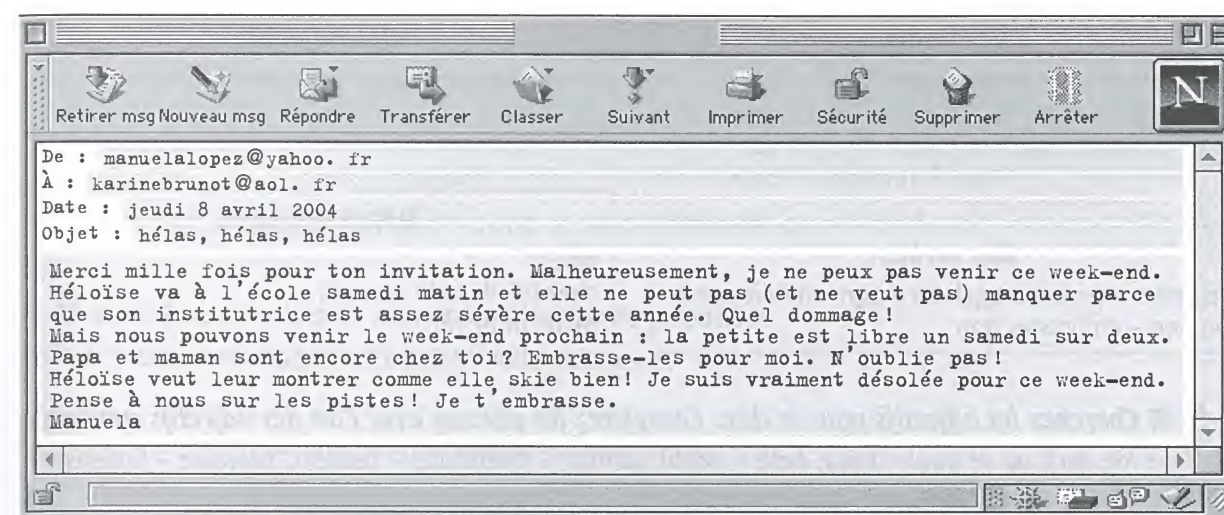 Retirer msg Nouveau msg Répondre Transférer Classer Suivant Imprimer Sécurité Supprimer Arrêter
N
De : manuelalopez@yahoo. fr
À : karinebrunot@aol. fr
Date : jeudi 8 avril 2004
Objet : hélas, hélas, hélas
Merci mille fois pour ton invitation. Malheureusement, je ne peux pas venir ce week-end.
Héloïse va à l'école samedi matin et elle ne peut pas (et ne veut pas) manquer parce
que son institutrice est assez sévère cette année. Quel dommage!
Mais nous pouvons venir le week-end prochain : la petite est libre un samedi sur deux.
Papa et maman sont encore chez toi? Embrasse-les pour moi. N'oublie pas!
Héloïse veut leur montrer comme elle skie bien! Je suis vraiment désolée pour ce week-end.
Pense à nous sur les pistes! Je t'embrasse.
Manuela